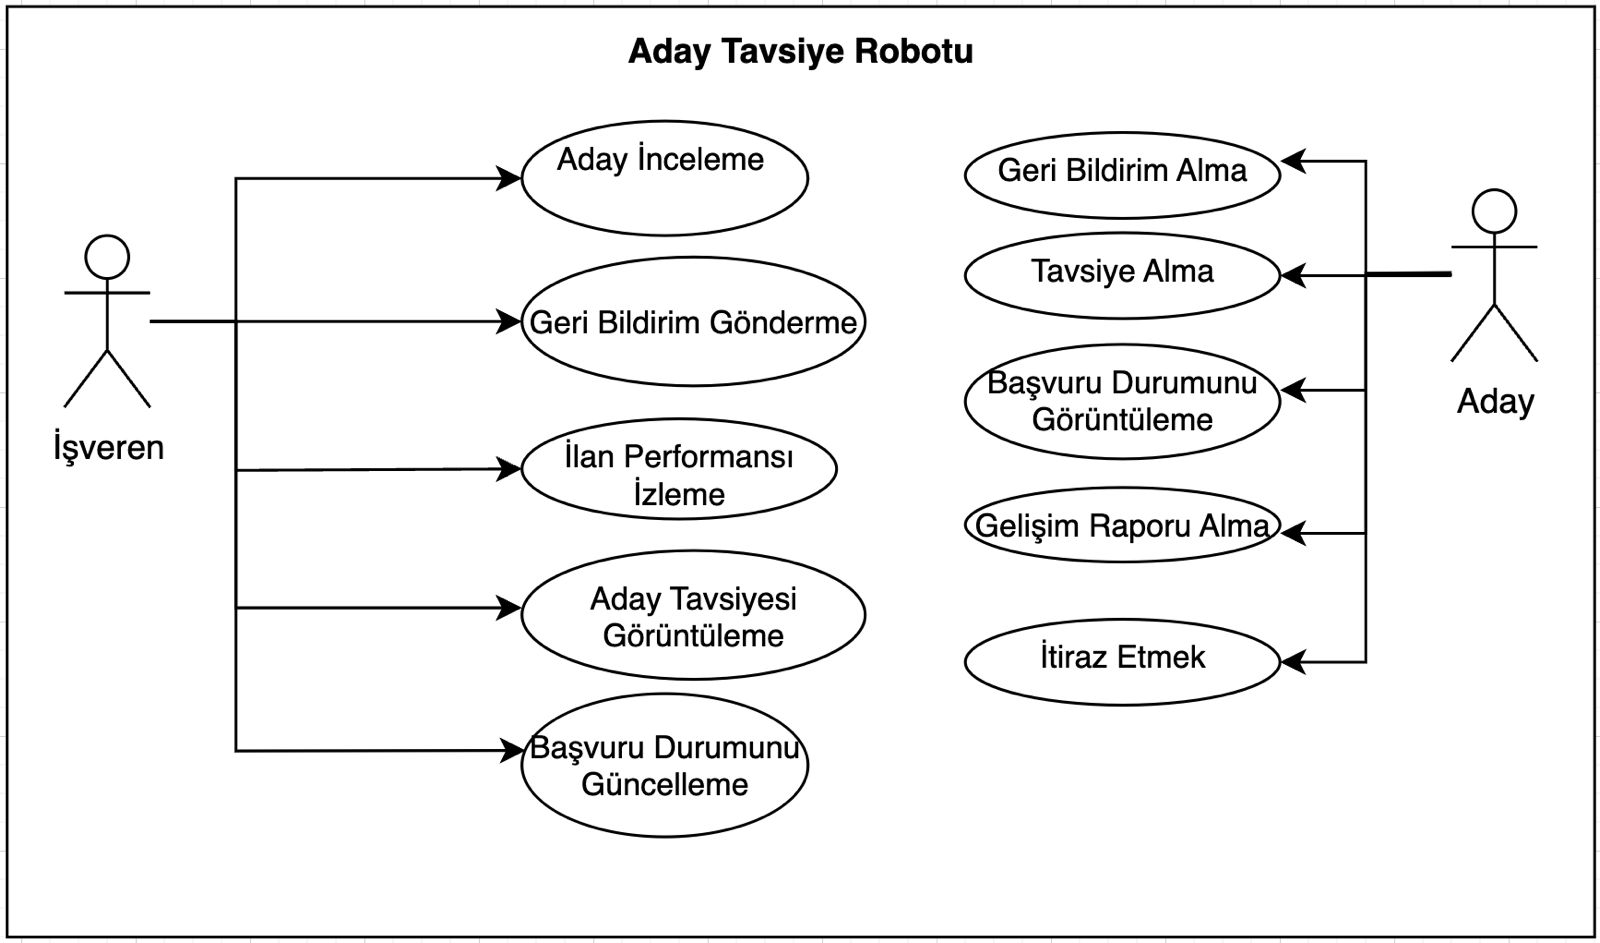 Aday Tavsiye Robotu
Aday İnceleme
Geri Bildirim Gönderme
İlan Performansı
İzleme
Aday Tavsiyesi
Görüntüleme
Başvuru Durumunu
Güncelleme
İşveren
Geri Bildirim Alma
Tavsiye Alma
Başvuru Durumunu
Görüntüleme
Gelişim Raporu Alma
İtiraz Etmek
Aday